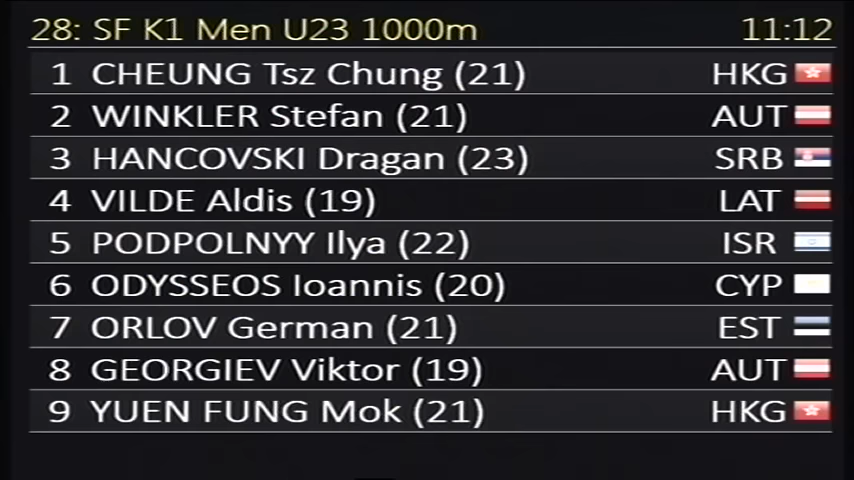 28: SF K1 Men U23 1000m 11:12
1 CHEUNG Tsz Chung (21) HKG
2 WINKLER Stefan (21) AUT
3 HANCOVSKI Dragan (23) SRB
4 VILDE Aldis (19) LAT
5 PODPOLNYY Ilya (22) ISR
6 ODYSSEOS Ioannis (20) CYP
7 ORLOV German (21) EST
8 GEORGIEV Viktor (19) AUT
9 YUEN FUNG Mok (21) HKG